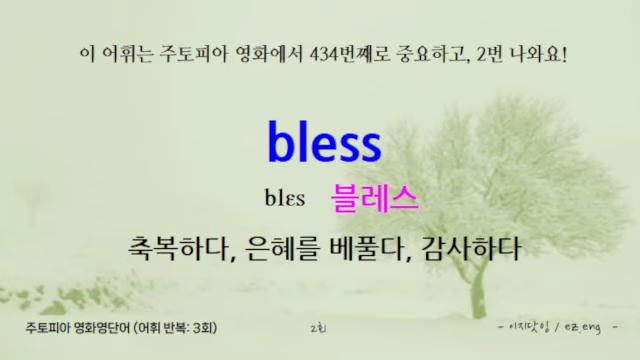 이 어휘는 주토피아 영화에서 434번째로 중요하고, 2번 나와요!
bless
blɛs 블레스
축복하다, 은혜를 베풀다, 감사하다
주토피아 영화영단어 (어휘 반복: 3회) 2회 - 이지닷잉 / ez.eng -